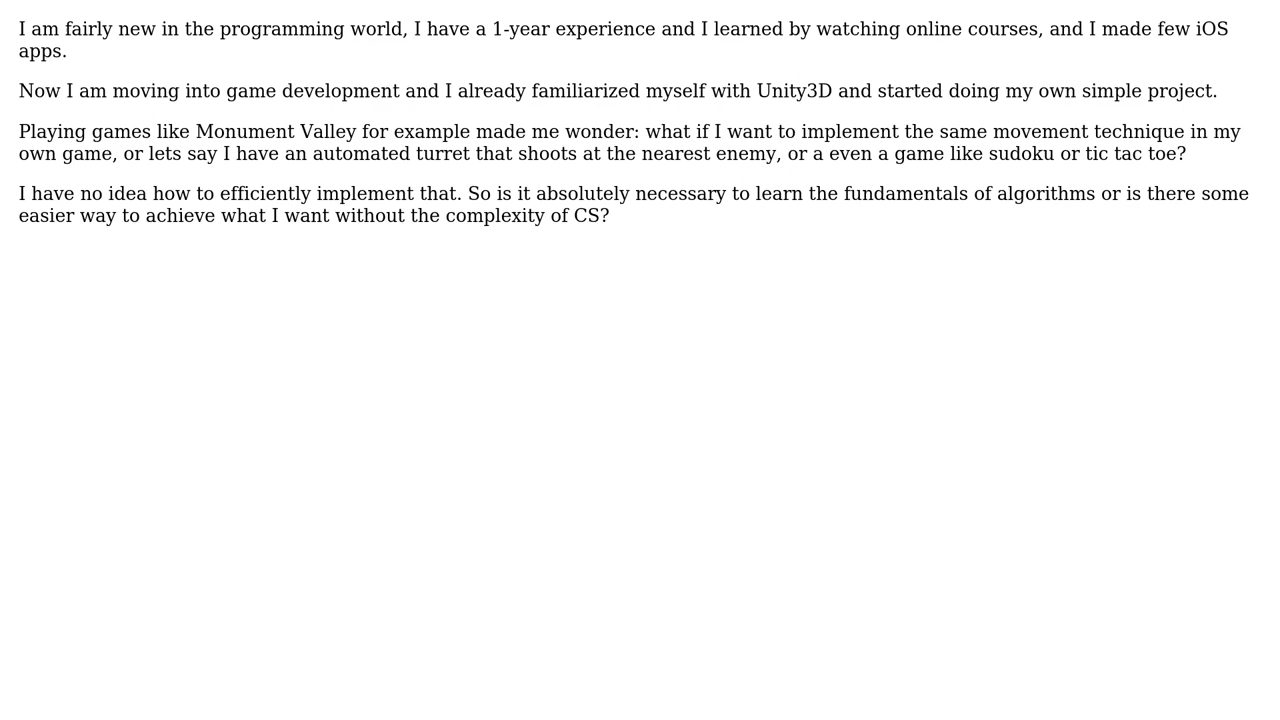 I am fairly new in the programming world, I have a 1-year experience and I learned by watching online courses, and I made few iOS
apps.
Now I am moving into game development and I already familiarized myself with Unity3D and started doing my own simple project.
Playing games like Monument Valley for example made me wonder: what if I want to implement the same movement technique in my
own game, or lets say I have an automated turret that shoots at the nearest enemy, or a even a game like sudoku or tic tac toe?
I have no idea how to efficiently implement that. So is it absolutely necessary to learn the fundamentals of algorithms or is there some
easier way to achieve what I want without the complexity of CS?